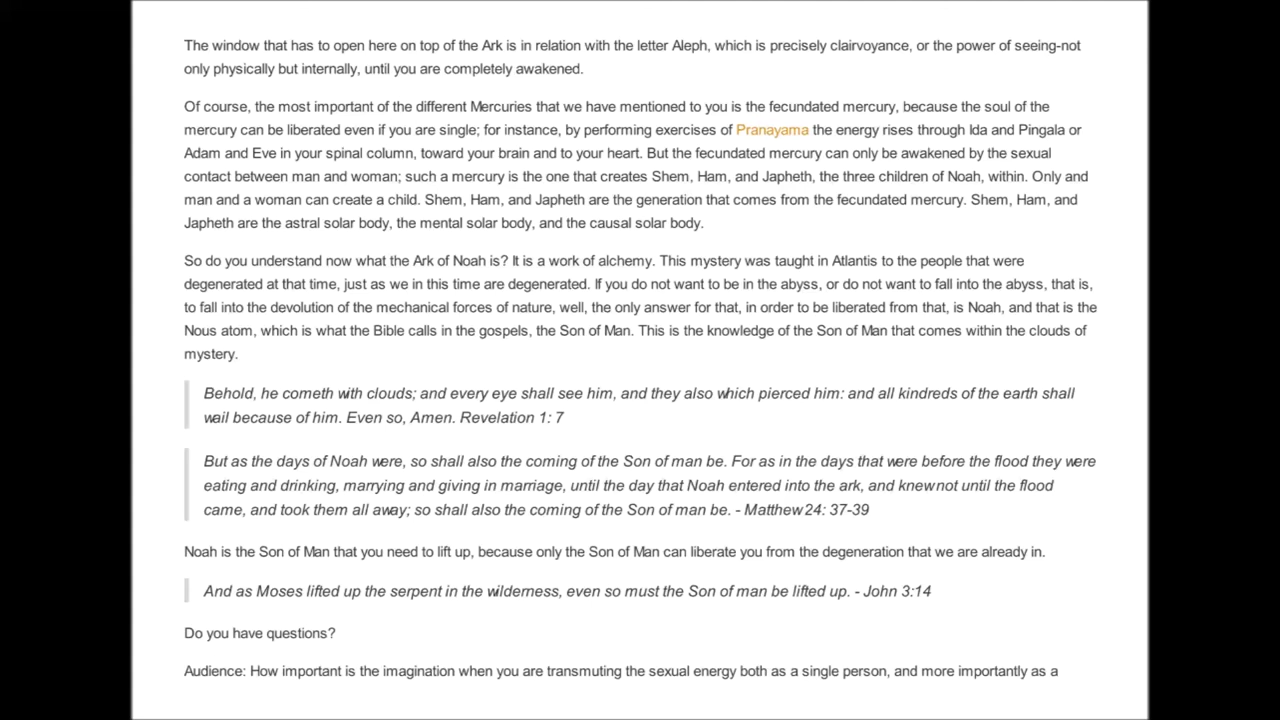 The window that has to open here on top of the Ark is in relation with the letter Aleph, which is precisely clairvoyance, or the power of seeing-not
only physically but internally, until you are completely awakened.
Of course, the most important of the different Mercuries that we have mentioned to you is the fecundated mercury, because the soul of the
mercury can be liberated even if you are single; for instance, by performing exercises of Pranayama the energy rises through Ida and Pingala or
Adam and Eve in your spinal column, toward your brain and to your heart. But the fecundated mercury can only be awakened by the sexual
contact between man and woman; such a mercury is the one that creates Shem, Ham, and Japheth, the three children of Noah, within. Only and
man and a woman can create a child. Shem, Ham, and Japheth are the generation that comes from the fecundated mercury. Shem, Ham, and
Japheth are the astral solar body, the mental solar body, and the causal solar body.
So do you understand now what the Ark of Noah is? It is a work of alchemy. This mystery was taught in Atlantis to the people that were
degenerated at that time, just as we in this time are degenerated. If you do not want to be in the abyss, or do not want to fall into the abyss, that is,
to fall into the devolution of the mechanical forces of nature, well, the only answer for that, in order to be liberated from that, is Noah, and that is the
Nous atom, which is what the Bible calls in the gospels, the Son of Man. This is the knowledge of the Son of Man that comes within the clouds of
mystery.
Behold, he cometh with clouds; and every eye shall see him, and they also which pierced him: and all kindreds of the earth shall
wail because of him. Even so, Amen. Revelation 1: 7
But as the days of Noah were, so shall also the coming of the Son of man be. For as in the days that were before the flood they were
eating and drinking, marrying and giving in marriage, until the day that Noah entered into the ark, and knew not until the flood
came, and took them all away; so shall also the coming of the Son of man be. - Matthew 24: 37-39
Noah is the Son of Man that you need to lift up, because only the Son of Man can liberate you from the degeneration that we are already in.
And as Moses lifted up the serpent in the wilderness, even so must the Son of man be lifted up. - John 3:14
Do you have questions?
Audience: How important is the imagination when you are transmuting the sexual energy both as a single person, and more importantly as a